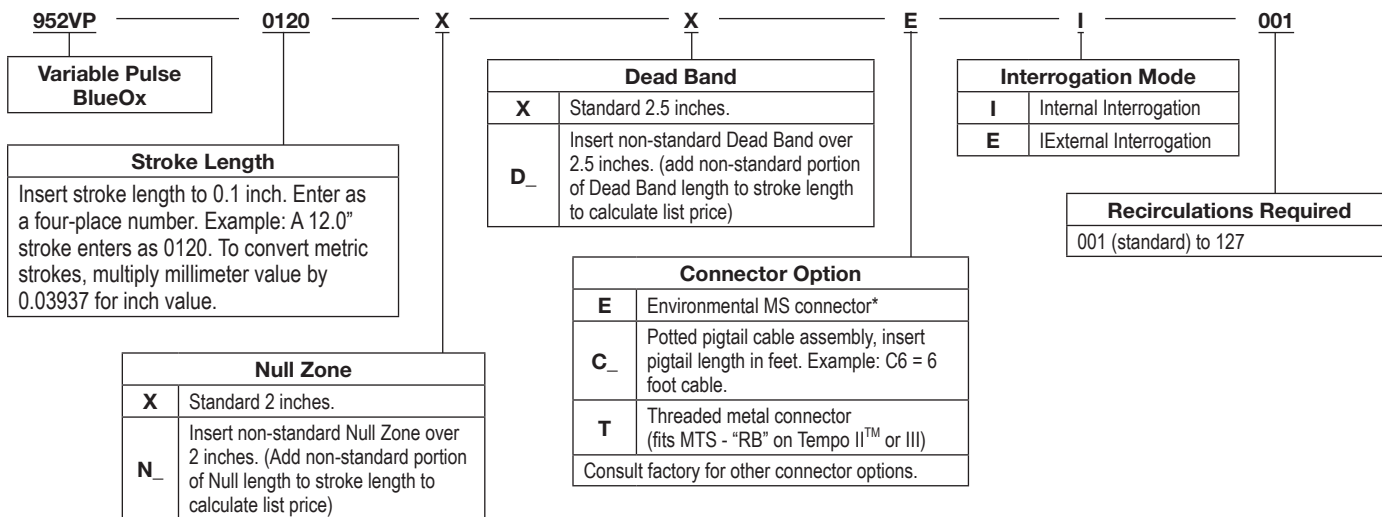 952VP 0120 X X E I 001
Variable Pulse
BlueOx
Stroke Length
Insert stroke length to 0.1 inch. Enter as
a four-place number. Example: A 12.0”
stroke enters as 0120. To convert metric
strokes, multiply millimeter value by
0.03937 for inch value.
Null Zone
X Standard 2 inches.
N_ Insert non-standard Null Zone over
2 inches. (Add non-standard portion
of Null length to stroke length to
calculate list price)
Dead Band
X Standard 2.5 inches.
D_ Insert non-standard Dead Band over
2.5 inches. (add non-standard portion
of Dead Band length to stroke length
to calculate list price)
Connector Option
E Environmental MS connector*
C_ Potted pigtail cable assembly, insert
pigtail length in feet. Example: C6 = 6
foot cable.
T Threaded metal connector
(fits MTS - “RB” on Tempo II™ or III)
Consult factory for other connector options.
Interrogation Mode
I Internal Interrogation
E IExternal Interrogation
Recirculations Required
001 (standard) to 127